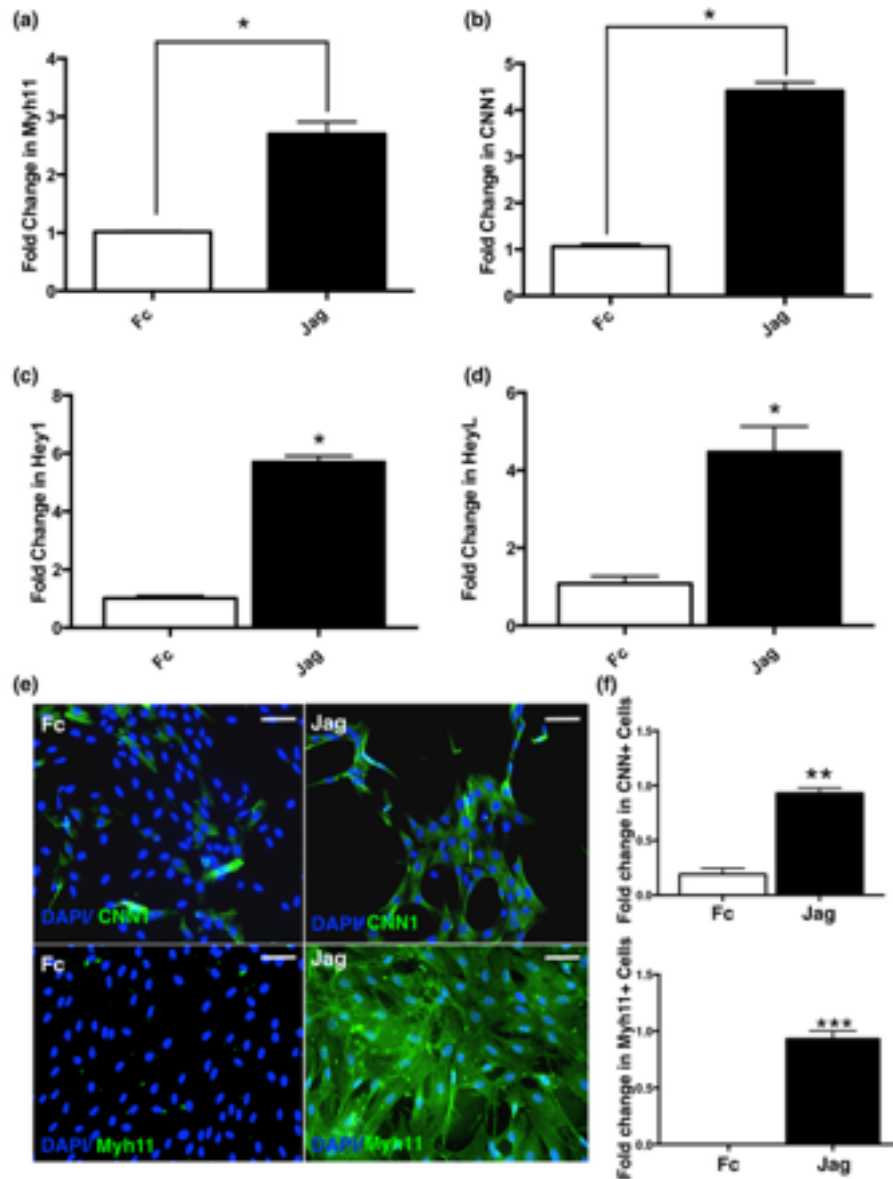 (a)
*
Fold Change in Myh11
4
3
2
1
0
Fc
Jag
(b)
*
Fold Change in CNN1
5
4
3
2
1
0
Fc
Jag
(c)
Fold Change in Hey1
8
6
4
2
0
*
Fc
Jag
(d)
Fold Change in HeyL
6
4
2
0
*
Fc
Jag
(e)
Fc
DAPI/ CNN1
Jag
DAPI/ CNN1
Fc
DAPI/ Myh11
Jag
DAPI/ Myh11
(f)
Fold change in CNN+ Cells
1.5
1.0
0.5
0.0
**
Fc
Jag
Fold change in Myh11+ Cells
1.5
1.0
0.5
0.0
***
Fc
Jag